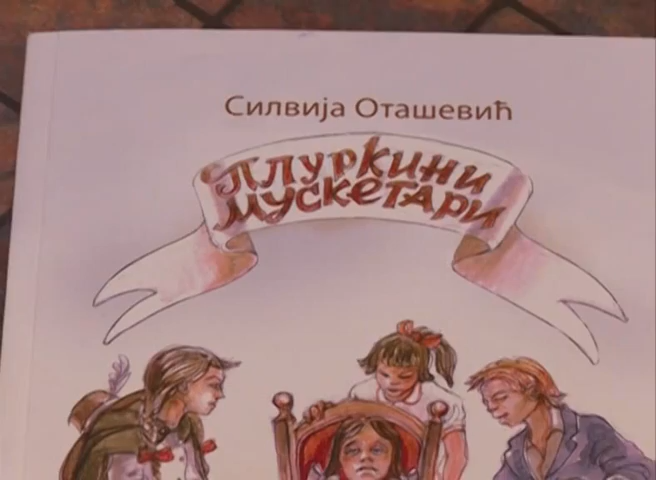 Силвија Оташевић
Плуркини
мускетари